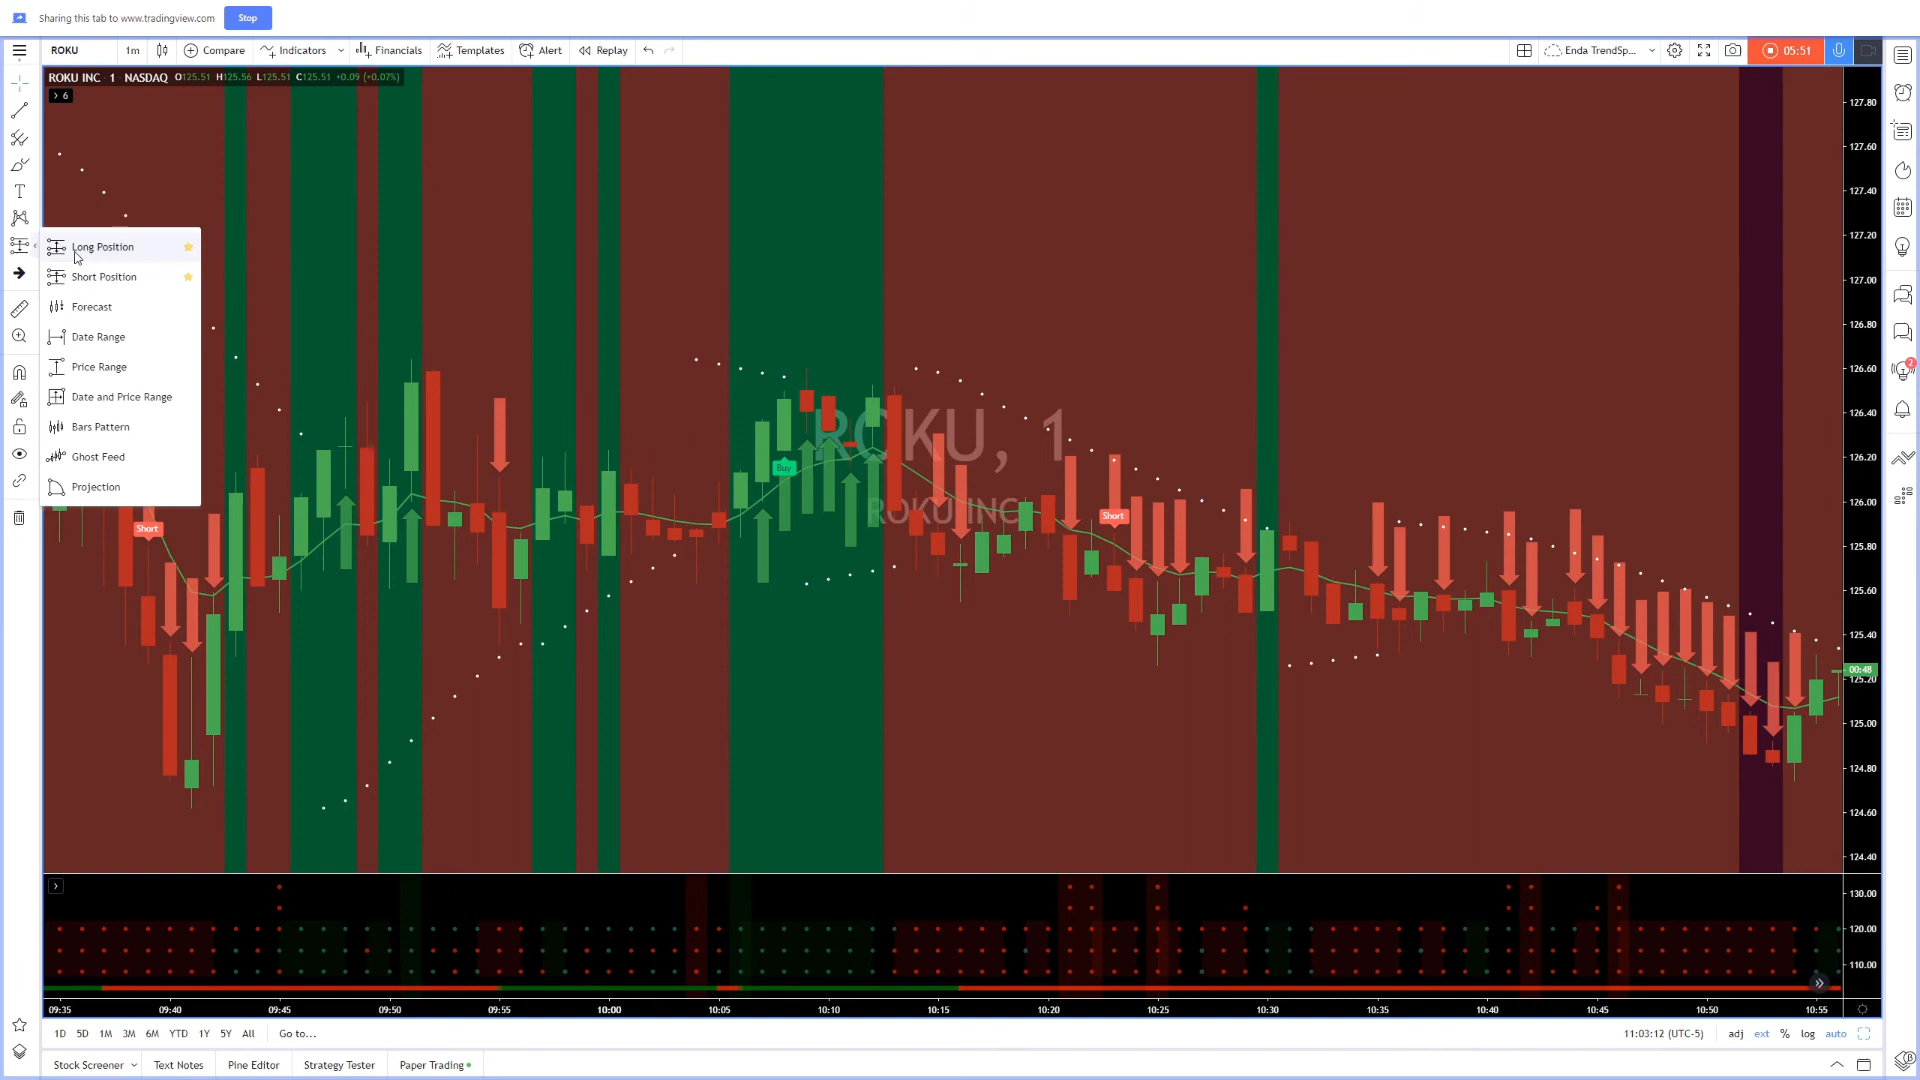 Sharing this tab to www.tradingview.com Stop
ROKU 1m Compare Indicators Financials Templates Alert Replay Enda TrendSp... 05:51
ROKU INC 1 NASDAQ O125.51 H125.56 L125.51 C125.51 +0.09 (+0.07%)
6
Long Position
Short Position
Forecast
Date Range
Price Range
Date and Price Range
Bars Pattern
Ghost Feed
Projection
ROKU, 1
ROKU INC
Short
Buy
Short
127.80
127.60
127.40
127.20
127.00
126.80
126.60
126.40
126.20
126.00
125.80
125.60
125.40
00:48
125.20
125.00
124.80
124.60
124.40
130.00
120.00
110.00
2
09:35 09:40 09:45 09:50 09:55 10:00 10:05 10:10 10:15 10:20 10:25 10:30 10:35 10:40 10:45 10:50 10:55
1D 5D 1M 3M 6M YTD 1Y 5Y All Go to... 11:03:12 (UTC-5) adj ext % log auto
Stock Screener Text Notes Pine Editor Strategy Tester Paper Trading